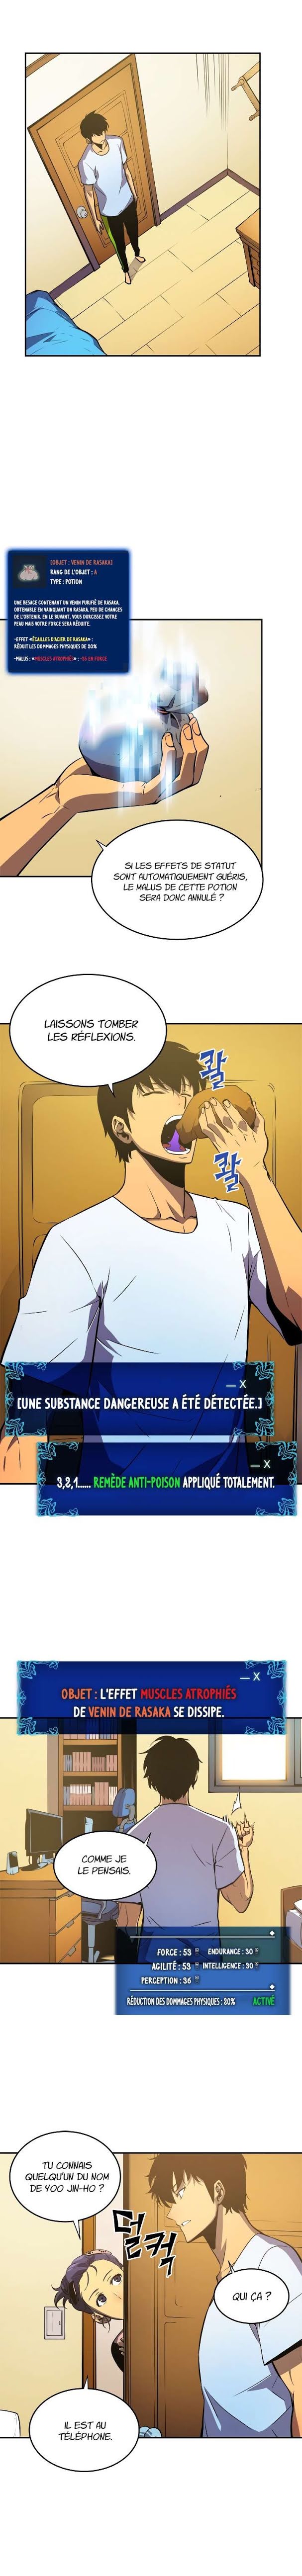 [OBJET : VENIN DE RASAKA]
RANG DE L'OBJET : A
TYPE : POTION
UNE BESACE CONTENANT UN VENIN PURIFIÉ DE RASAKA,
OBTENABLE EN VAINQUANT UN RASAKA. PEU DE CHANCES
DE L'OBTENIR. EN LE BUVANT, VOUS DURCISSEZ VOTRE
PEAU MAIS VOTRE FORCE SERA RÉDUITE.
-EFFET «ÉCAILLES D'ACIER DE RASAKA» :
RÉDUIT LES DOMMAGES PHYSIQUES DE 20%
-MALUS : «MUSCLES ATROPHIÉS» : -35 EN FORCE
SI LES EFFETS DE STATUT
SONT AUTOMATIQUEMENT GUÉRIS,
LE MALUS DE CETTE POTION
SERA DONC ANNULÉ ?
LAISSONS TOMBER
LES RÉFLEXIONS.
콸
콸
[UNE SUBSTANCE DANGEREUSE A ÉTÉ DÉTECTÉE.]
3,2,1...... REMÈDE ANTI-POISON APPLIQUÉ TOTALEMENT.
OBJET : L'EFFET MUSCLES ATROPHIÉS
DE VENIN DE RASAKA SE DISSIPE.
COMME JE
LE PENSAIS.
FORCE : 53 ENDURANCE : 30
AGILITÉ : 53 INTELLIGENCE : 30
PERCEPTION : 36
RÉDUCTION DES DOMMAGES PHYSIQUES : 20% ACTIVÉ
TU CONNAIS
QUELQU'UN DU NOM
DE YOO JIN-HO ?
덜컥
QUI ÇA ?
IL EST AU
TÉLÉPHONE.